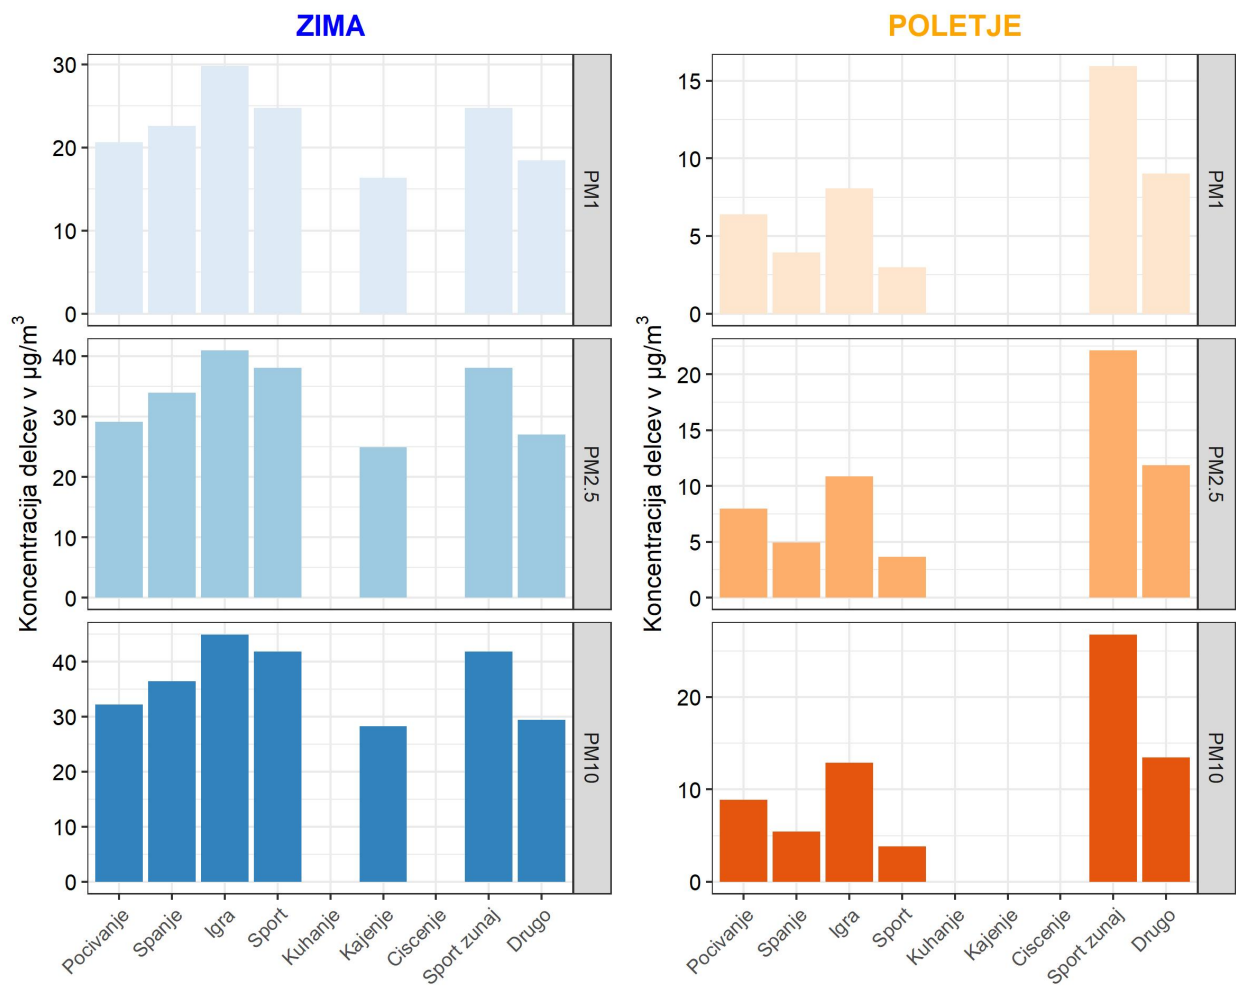 ZIMA
POLETJE
Koncentracija delcev v µg/m³
30
20
10
0
PM1
40
30
20
10
0
PM2.5
40
30
20
10
0
PM10
Pocivanje
Spanje
Igra
Sport
Kuhanje
Kajenje
Ciscenje
Sport zunaj
Drugo
Koncentracija delcev v µg/m³
15
10
5
0
PM1
20
15
10
5
0
PM2.5
20
10
0
PM10
Pocivanje
Spanje
Igra
Sport
Kuhanje
Kajenje
Ciscenje
Sport zunaj
Drugo